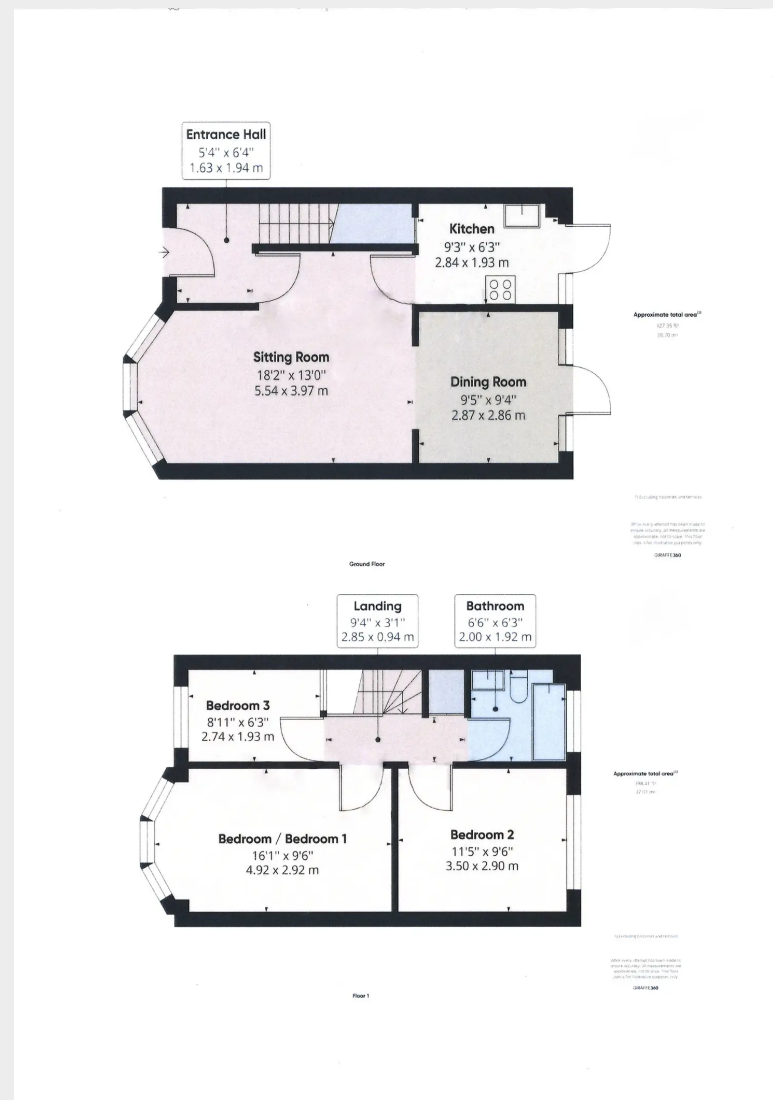 Entrance Hall
5'4" x 6'4"
1.63 x 1.94 m
Kitchen
9'3" x 6'3"
2.84 x 1.93 m
Sitting Room
18'2" x 13'0"
5.54 x 3.97 m
Dining Room
9'5" x 9'4"
2.87 x 2.86 m
Approximate total area
Ground Floor
GIRAFFE360
Landing
9'4" x 3'1"
2.85 x 0.94 m
Bathroom
6'6" x 6'3"
2.00 x 1.92 m
Bedroom 3
8'11" x 6'3"
2.74 x 1.93 m
Bedroom / Bedroom 1
16'1" x 9'6"
4.92 x 2.92 m
Bedroom 2
11'5" x 9'6"
3.50 x 2.90 m
Approximate total area
Floor 1
GIRAFFE360